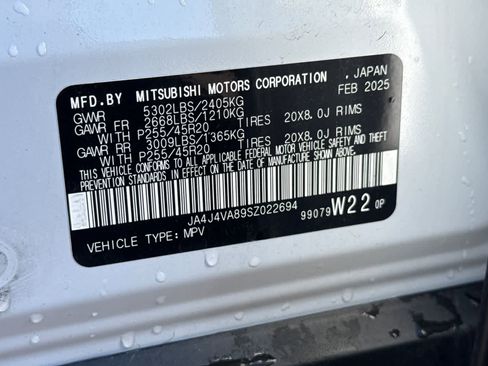 MFD.BY MITSUBISHI MOTORS CORPORATION , JAPAN
GVWR 5302LBS/2405KG FEB 2025
GAWR FR 2668LBS/1210KG
WITH P255/45R20 TIRES 20X8.0J RIMS
GAWR RR 3009LBS/1365KG
WITH P255/45R20 TIRES 20X8.0J RIMS
THIS VEHICLE CONFORMS TO ALL APPLICABLE FEDERAL MOTOR VEHICLE SAFETY, BUMPER, AND THEFT
PREVENTION STANDARDS IN EFFECT ON THE DATE OF MANUFACTURE SHOWN ABOVE.
JA4J4VA89SZ022694
99079 W22 0P
VEHICLE TYPE: MPV